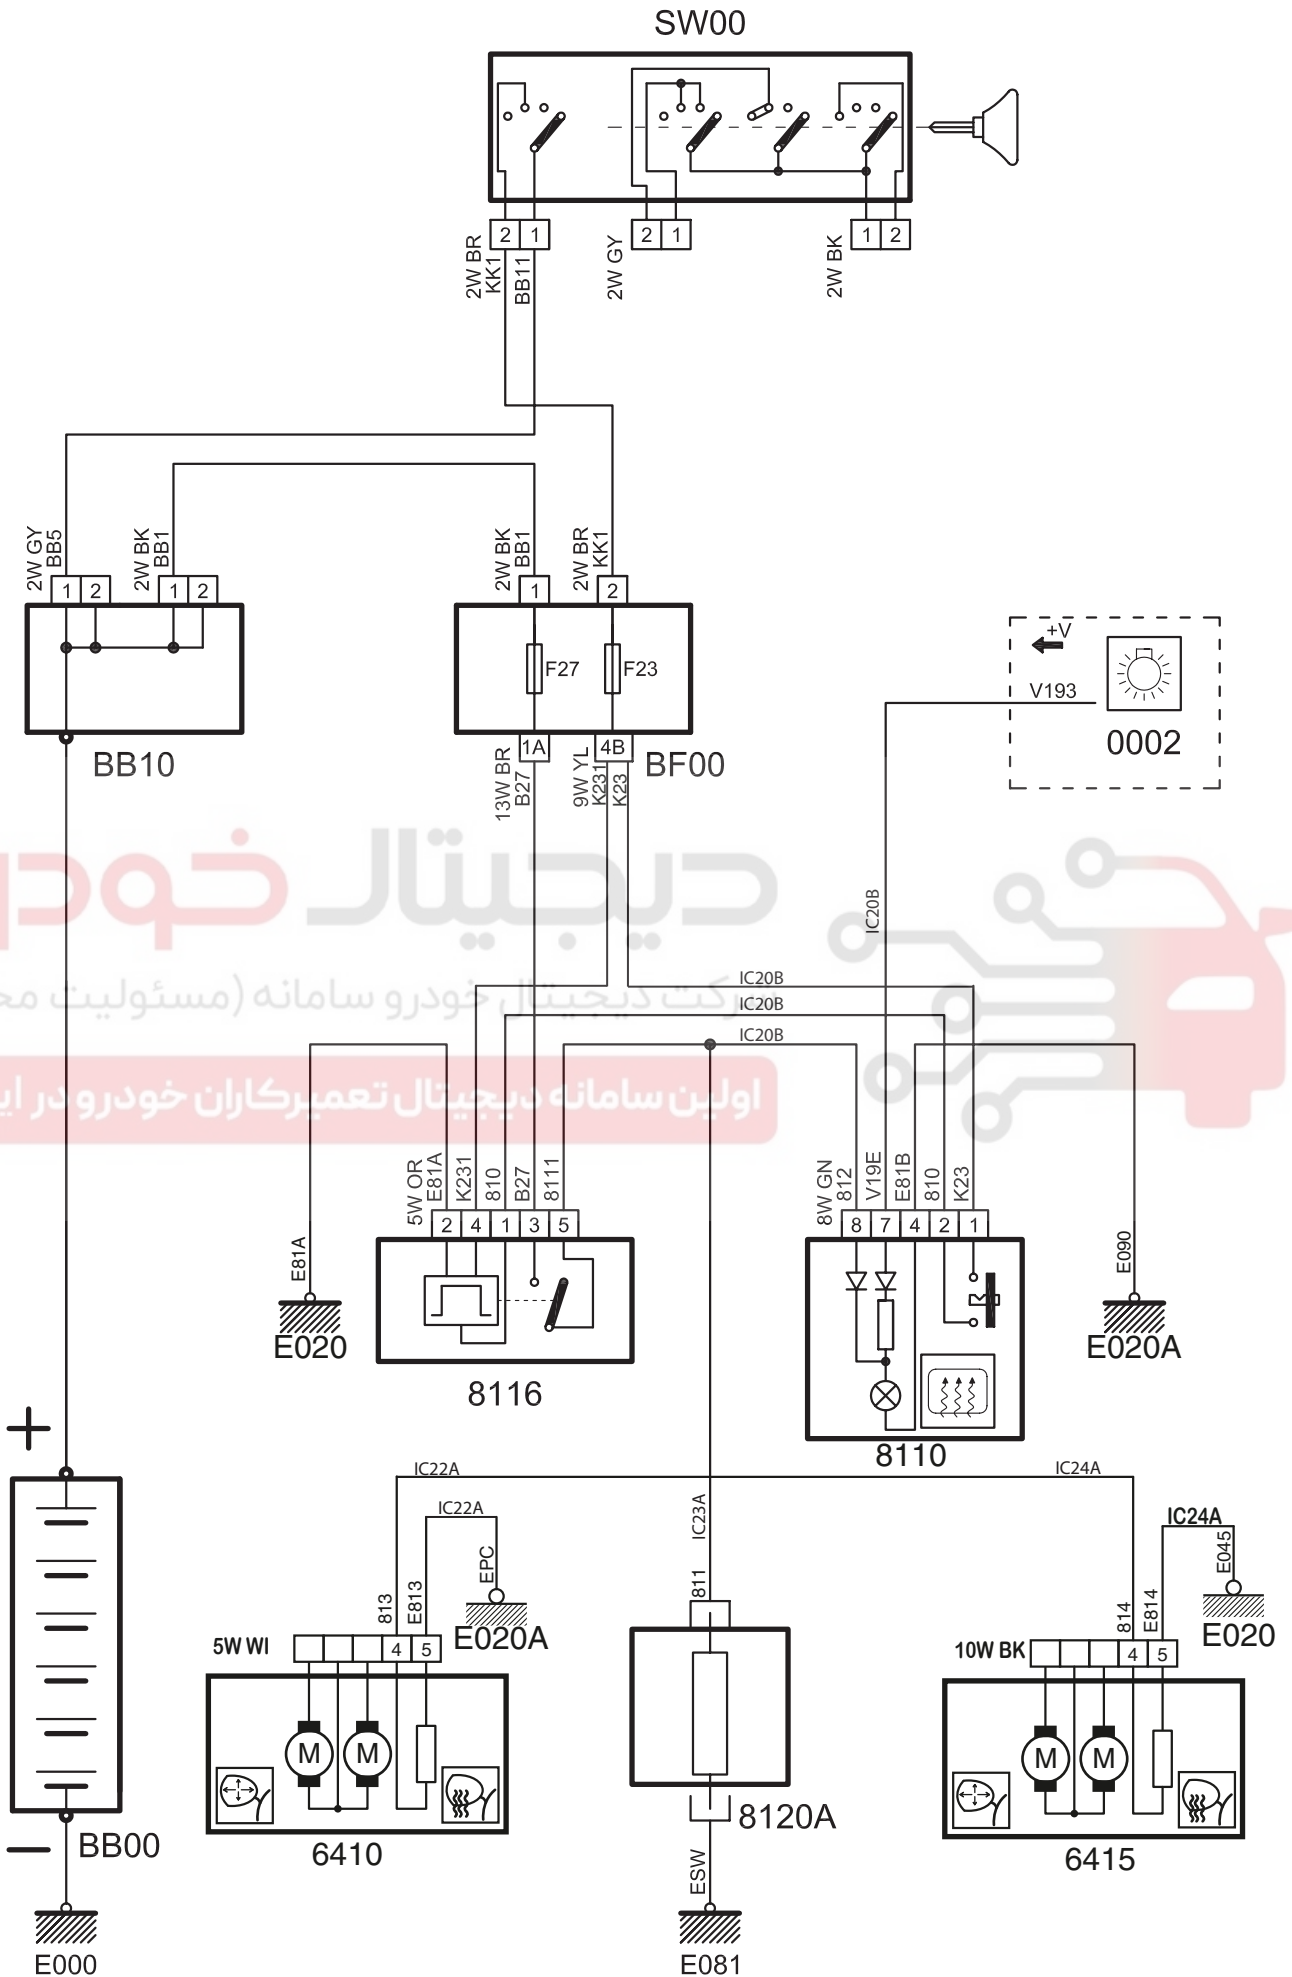 SW00
2 1
2 1
1 2
2W BR
KK1
BB11
2W GY
2W BK
2W GY
BB5
2W BK
BB1
2W BK
BB1
2W BR
KK1
1 2
1 2
1
2
F27
F23
+V
V193
0002
BB10
1A
4B
BF00
13W BR
B27
9W YL
K231
K23
دیجیتال خودر
IC20B
شرکت دیجیتال خودرو سامانه (مسئولیت
IC20B
IC20B
IC20B
اولین سامانه دیجیتال تعمیرکاران خودرو در
5W OR
E81A
K231
810
B27
8111
8W GN
812
V19E
E81B
810
K23
2 4 1 3 5
8 7 4 2 1
E81A
E090
E020
E020A
8116
8110
+
IC22A
IC24A
IC22A
IC23A
IC24A
EPC
E045
813
E813
811
814
E814
E020A
E020
5W WI
4 5
10W BK
4 5
M M
M M
8120A
6410
6415
–
BB00
ESW
E000
E081